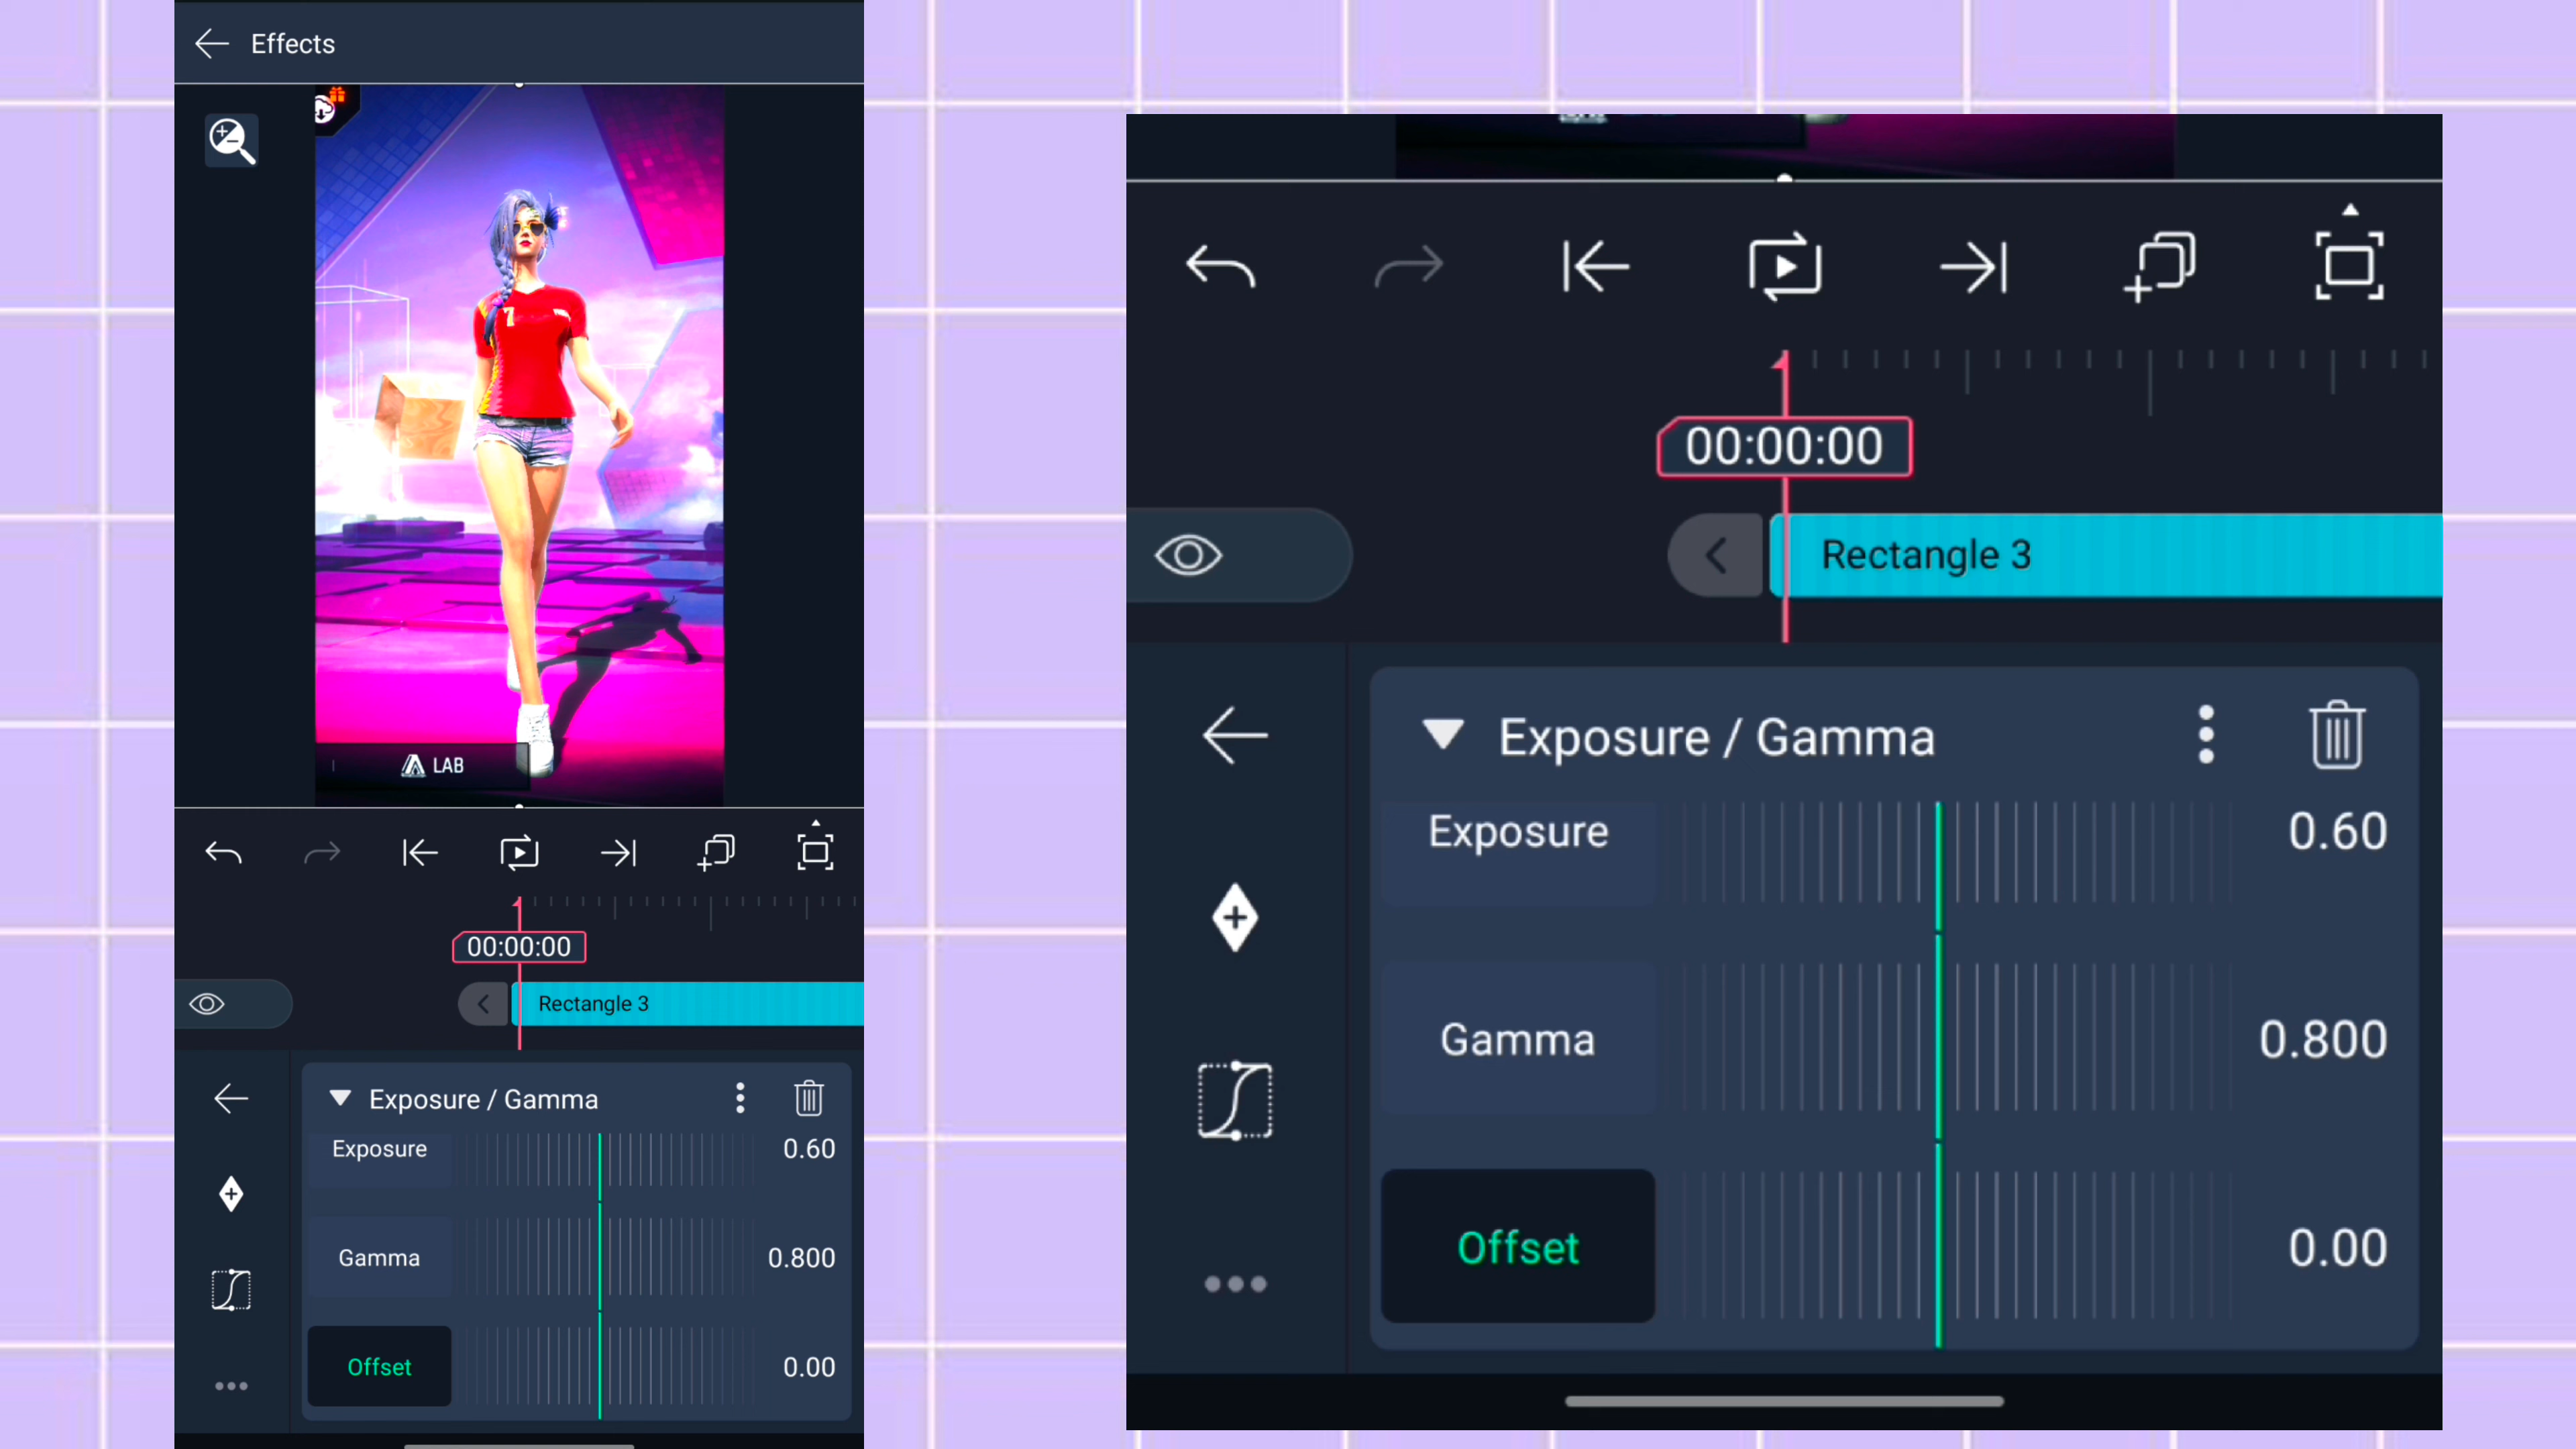 Effects
7
LAB
00:00:00
Rectangle 3
Exposure / Gamma
Exposure 0.60
Gamma 0.800
Offset 0.00
00:00:00
Rectangle 3
Exposure / Gamma
Exposure 0.60
Gamma 0.800
Offset 0.00